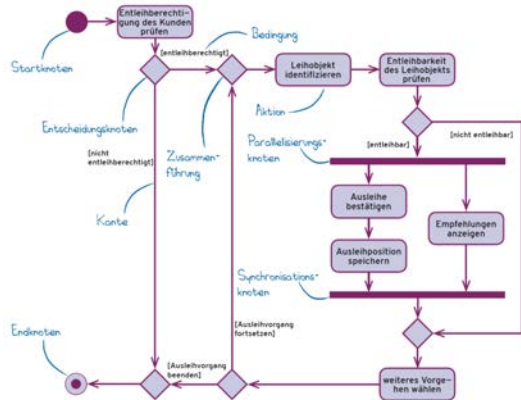 Entleihberechti-
gung des Kunden
prüfen
Bedingung
[entleihberechtigt]
Startknoten
Leihobjekt
identifizieren
Entleihbarkeit
des Leihobjekts
prüfen
Aktion
Entscheidungsknoten
[nicht
entleihberechtigt]
Zusammen-
führung
Parallelisierungs-
knoten
[entleihbar]
[nicht entleihbar]
Kante
Ausleihe
bestätigen
Empfehlungen
anzeigen
Ausleihposition
speichern
Synchronisations-
knoten
Endknoten
[Ausleihvorgang
fortsetzen]
[Ausleihvorgang
beenden]
weiteres Vorge-
hen wählen